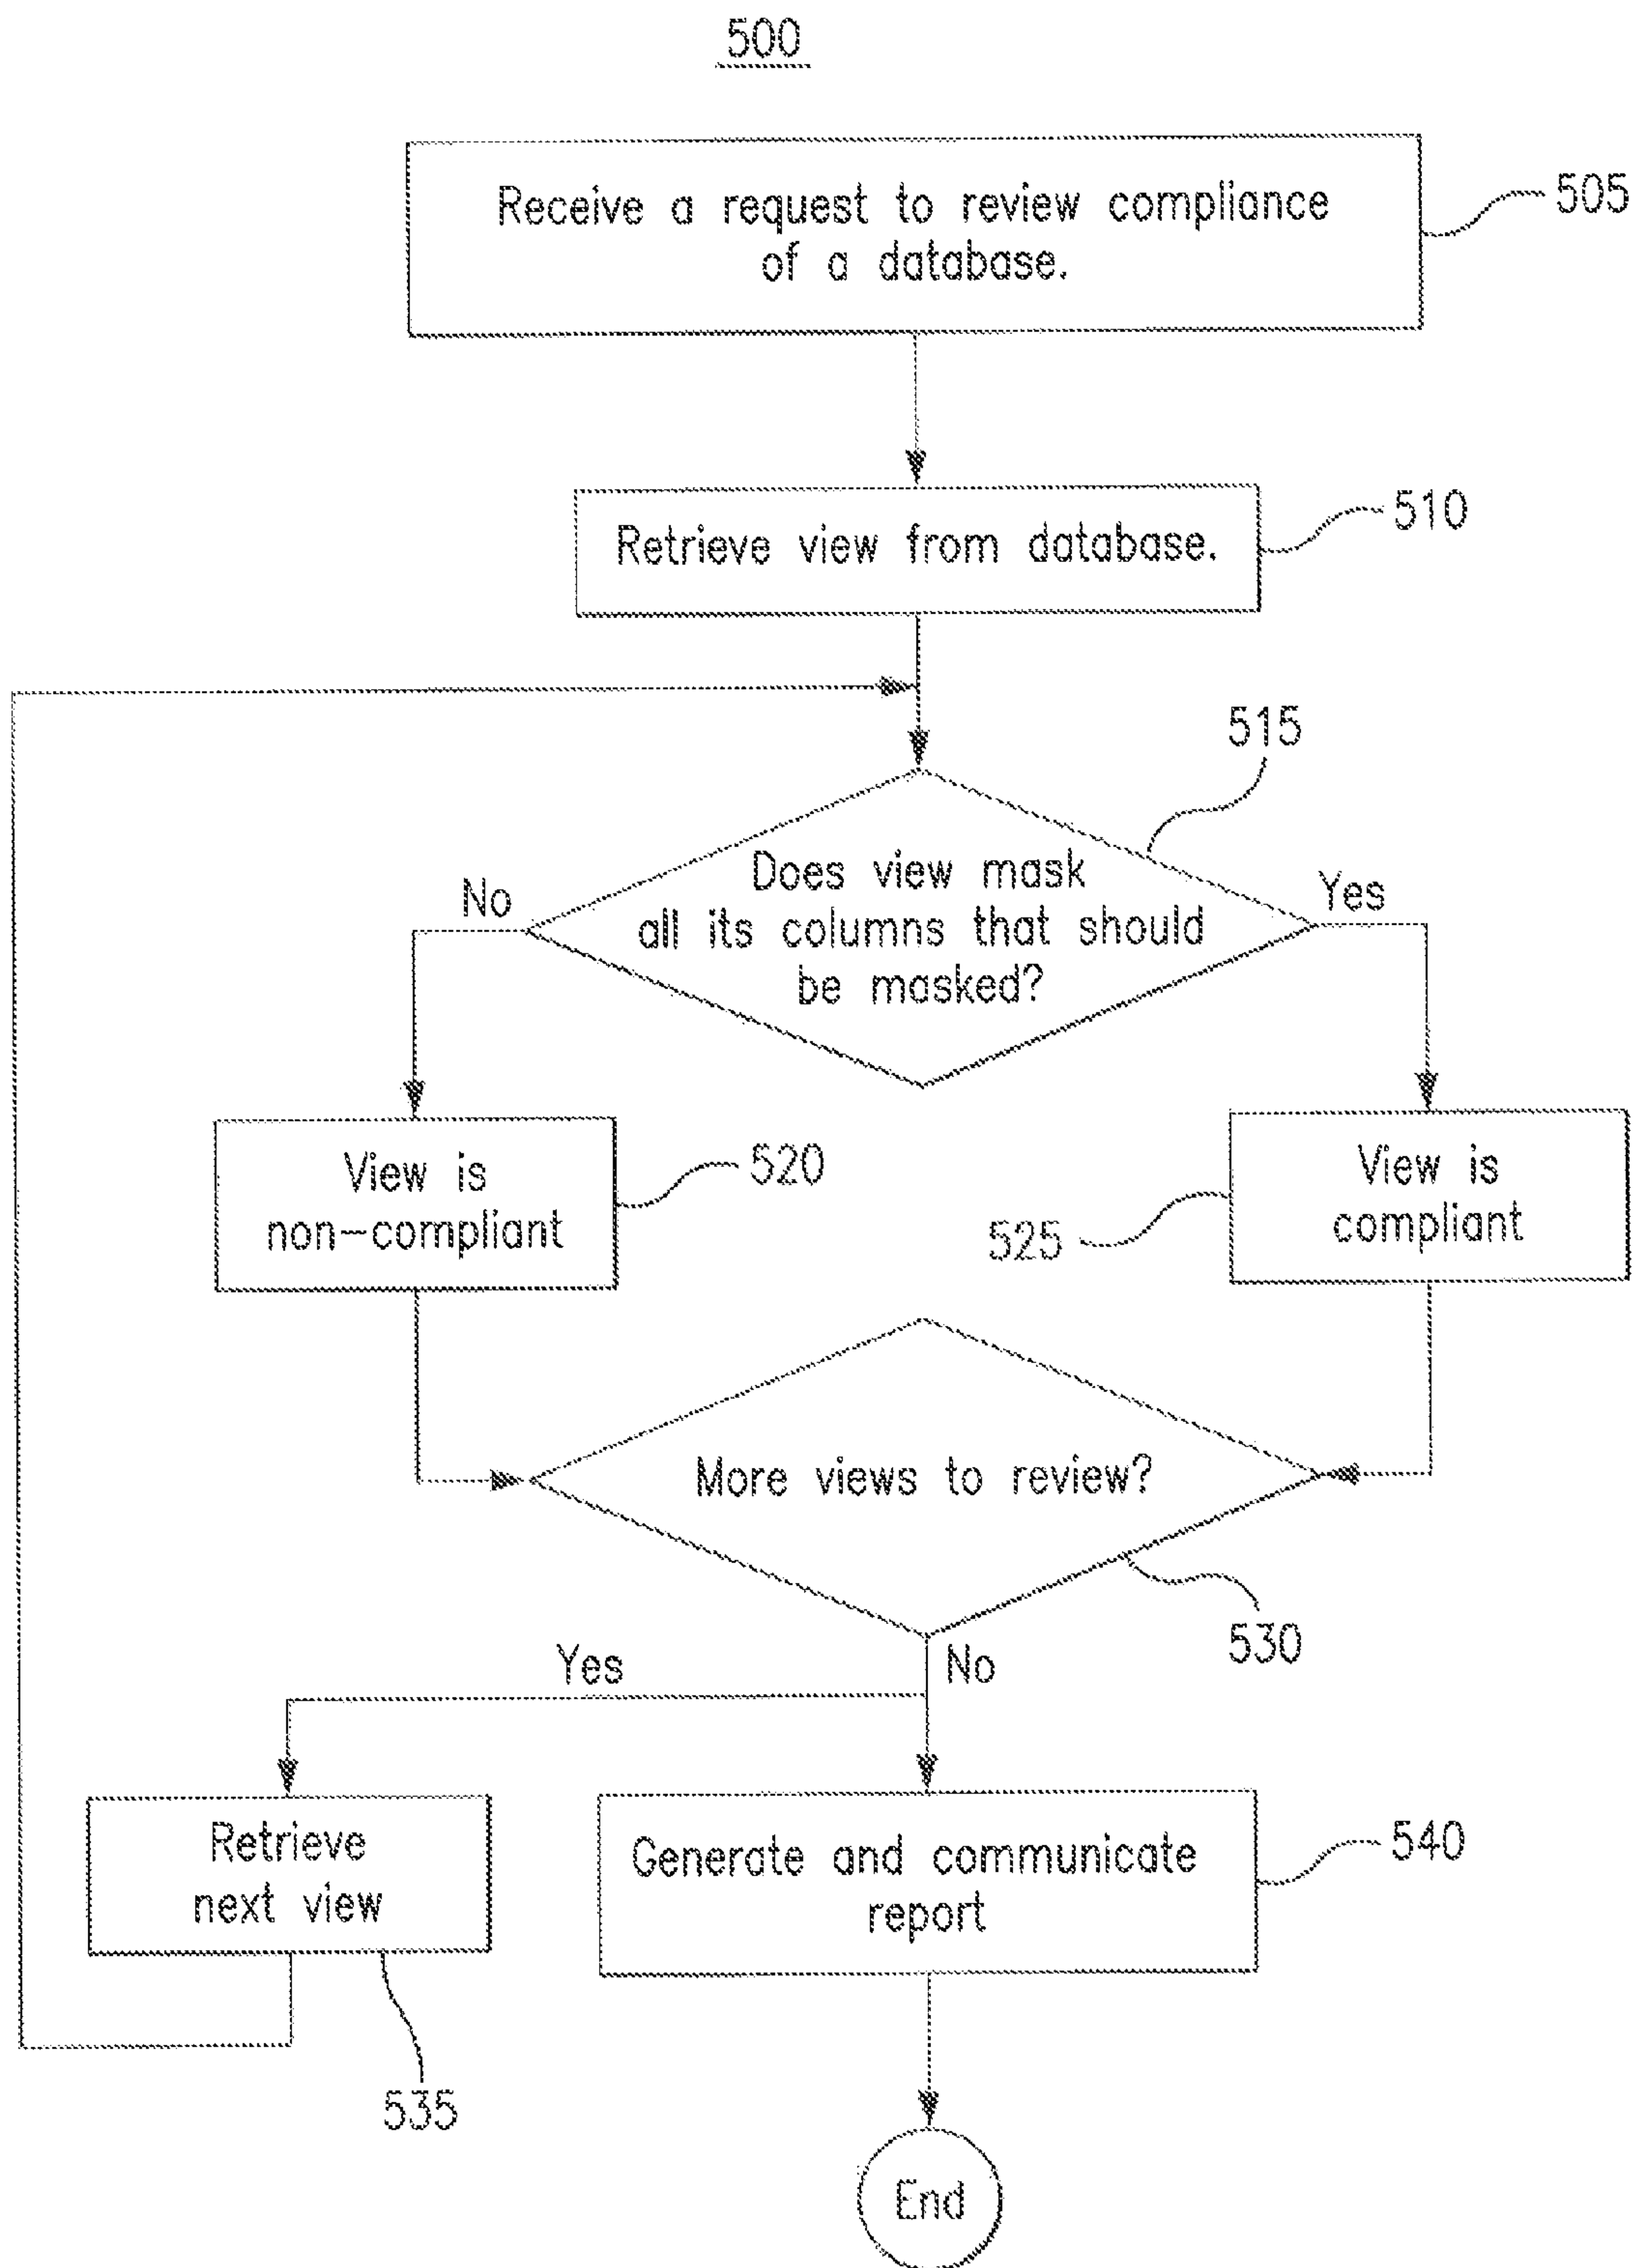 500
Receive a request to review compliance
of a database.
505
Retrieve view from database.
510
515
Does view mask
all its columns that should
be masked?
No
Yes
View is
non-compliant
520
View is
compliant
525
More views to review?
530
Yes
No
Retrieve
next view
535
Generate and communicate
report
540
End